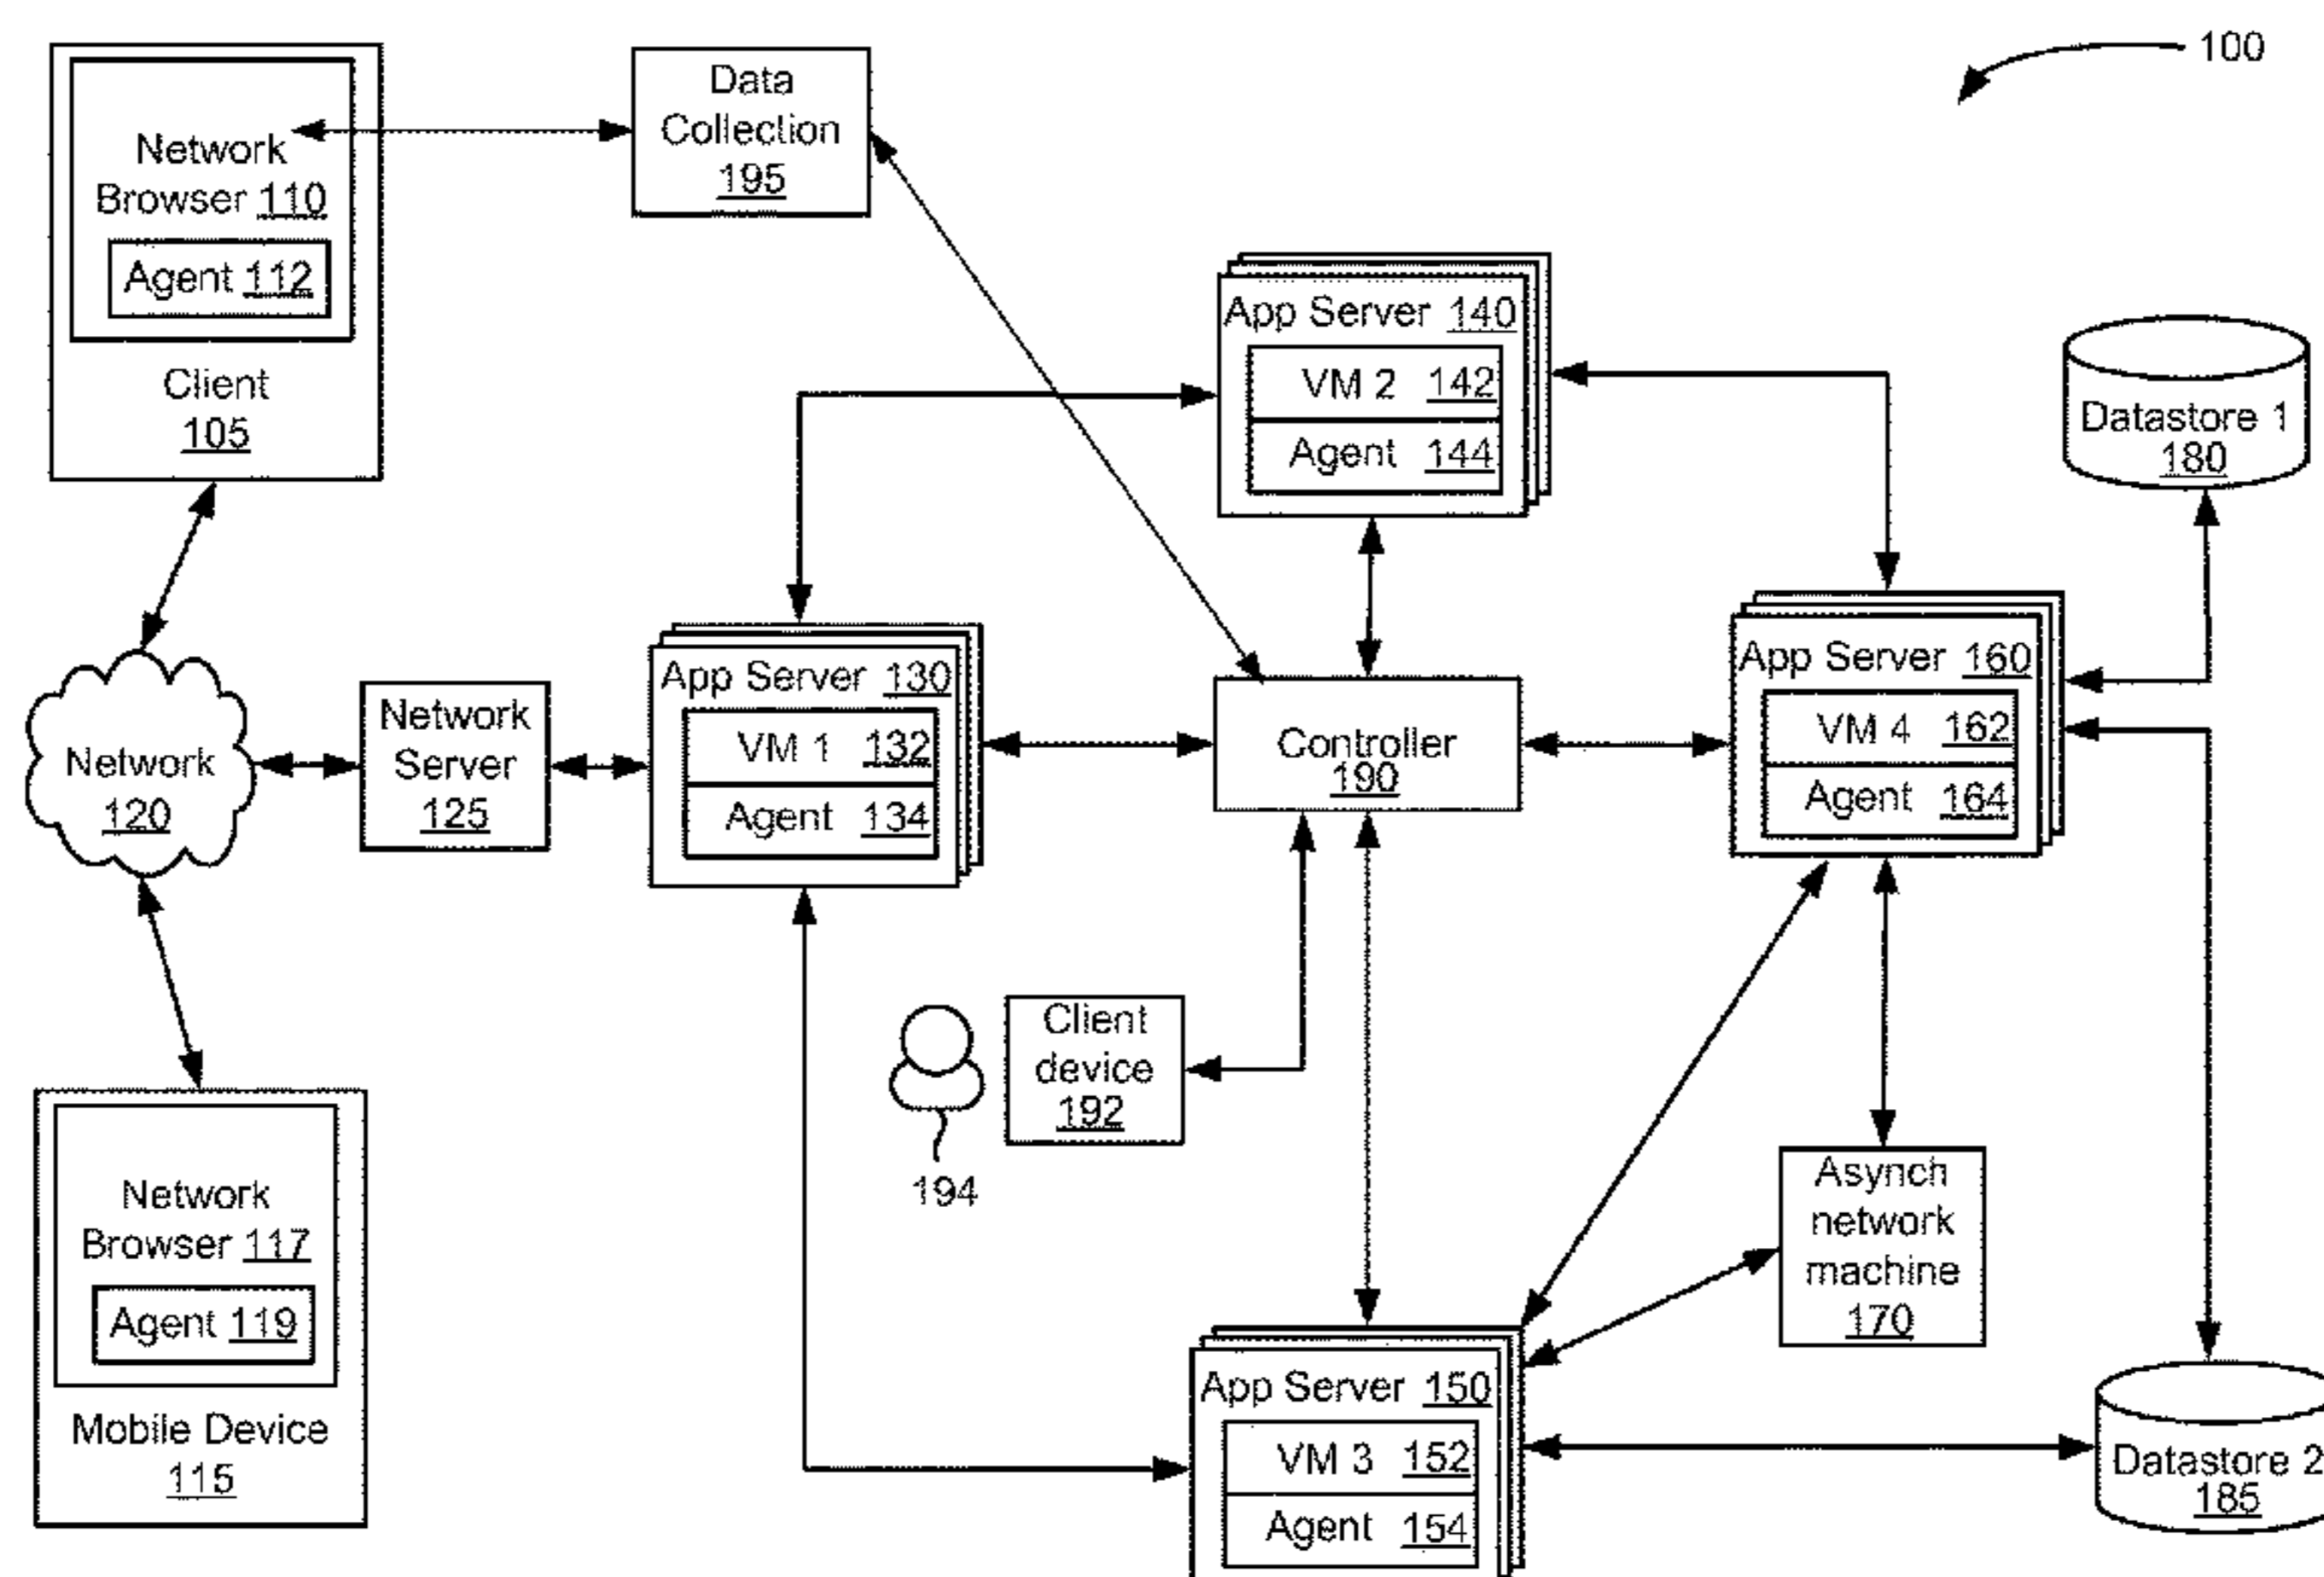 100
Network
Browser 110
Agent 112
Client
105
Data
Collection
195
App Server 140
VM 2 142
Agent 144
Datastore 1
180
Network
120
Network
Server
125
App Server 130
VM 1 132
Agent 134
Controller
190
App Server 160
VM 4 162
Agent 164
194
Client
device
192
Asynch
network
machine
170
Network
Browser 117
Agent 119
Mobile Device
115
App Server 150
VM 3 152
Agent 154
Datastore 2
185